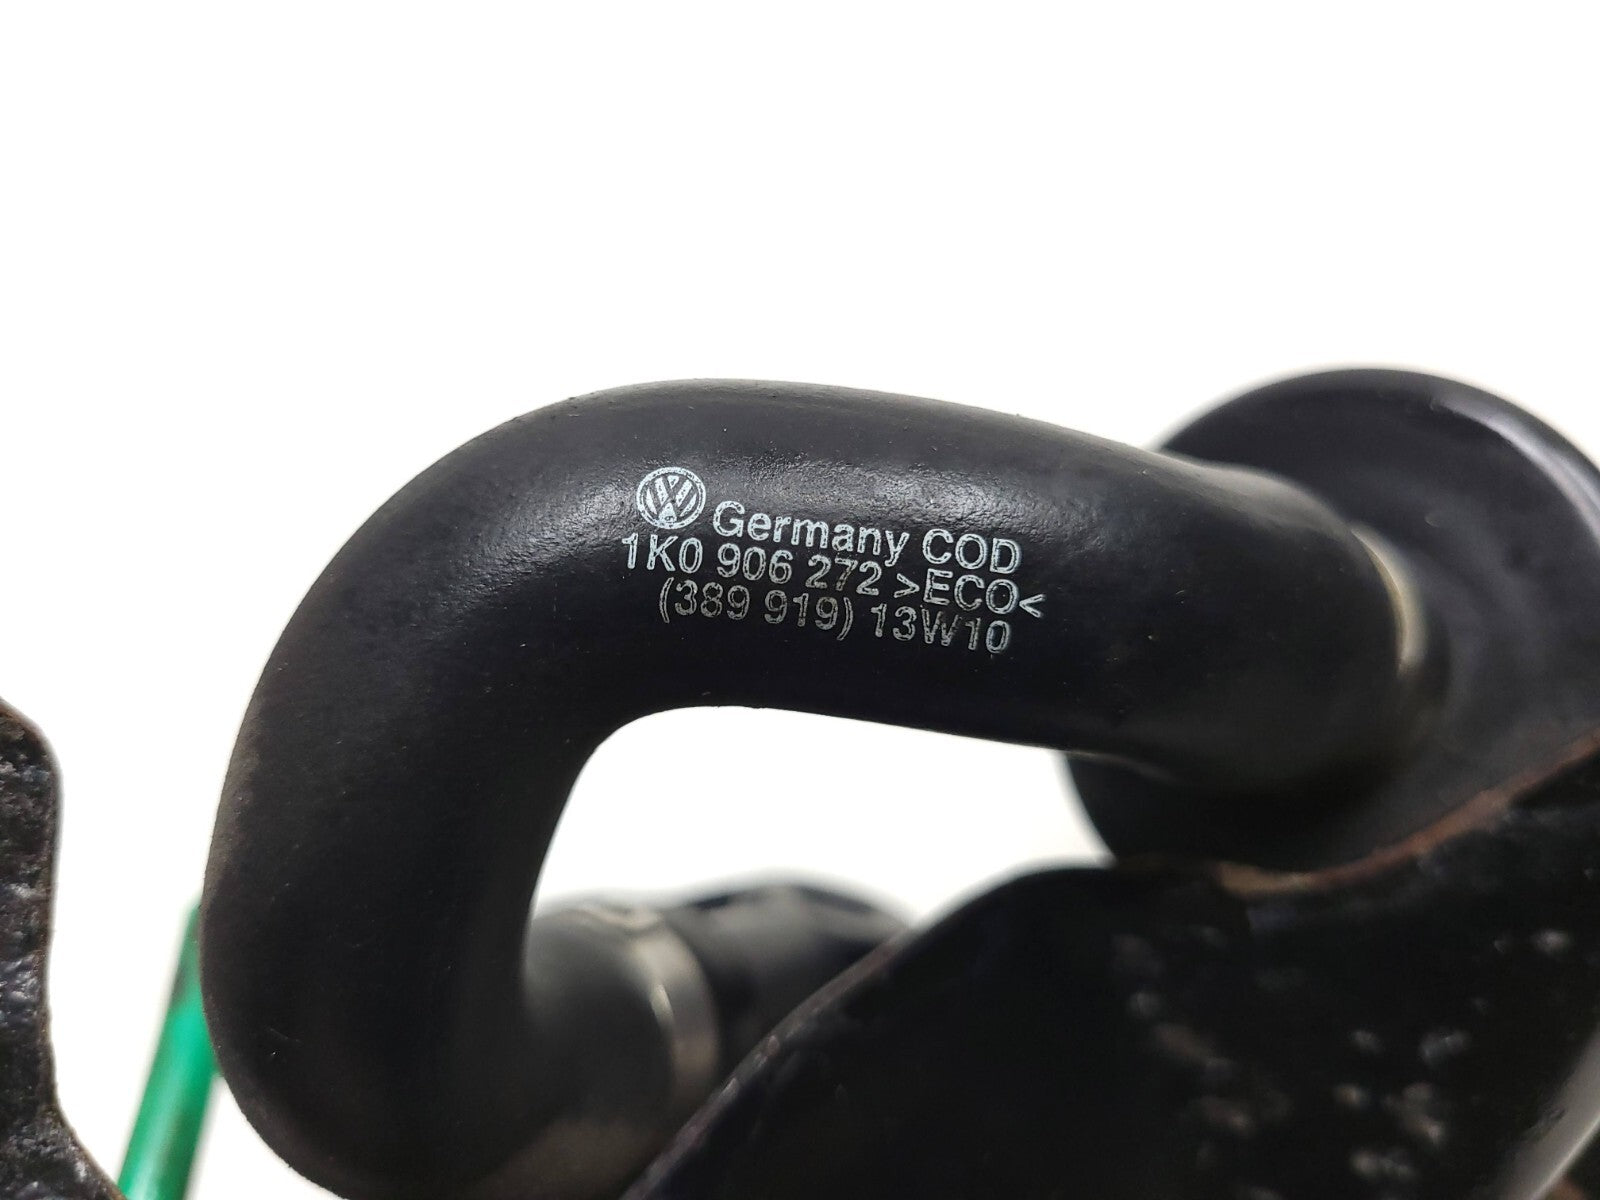 Germany COD
1K0 906 272 >ECO<
(389 919) 13W10